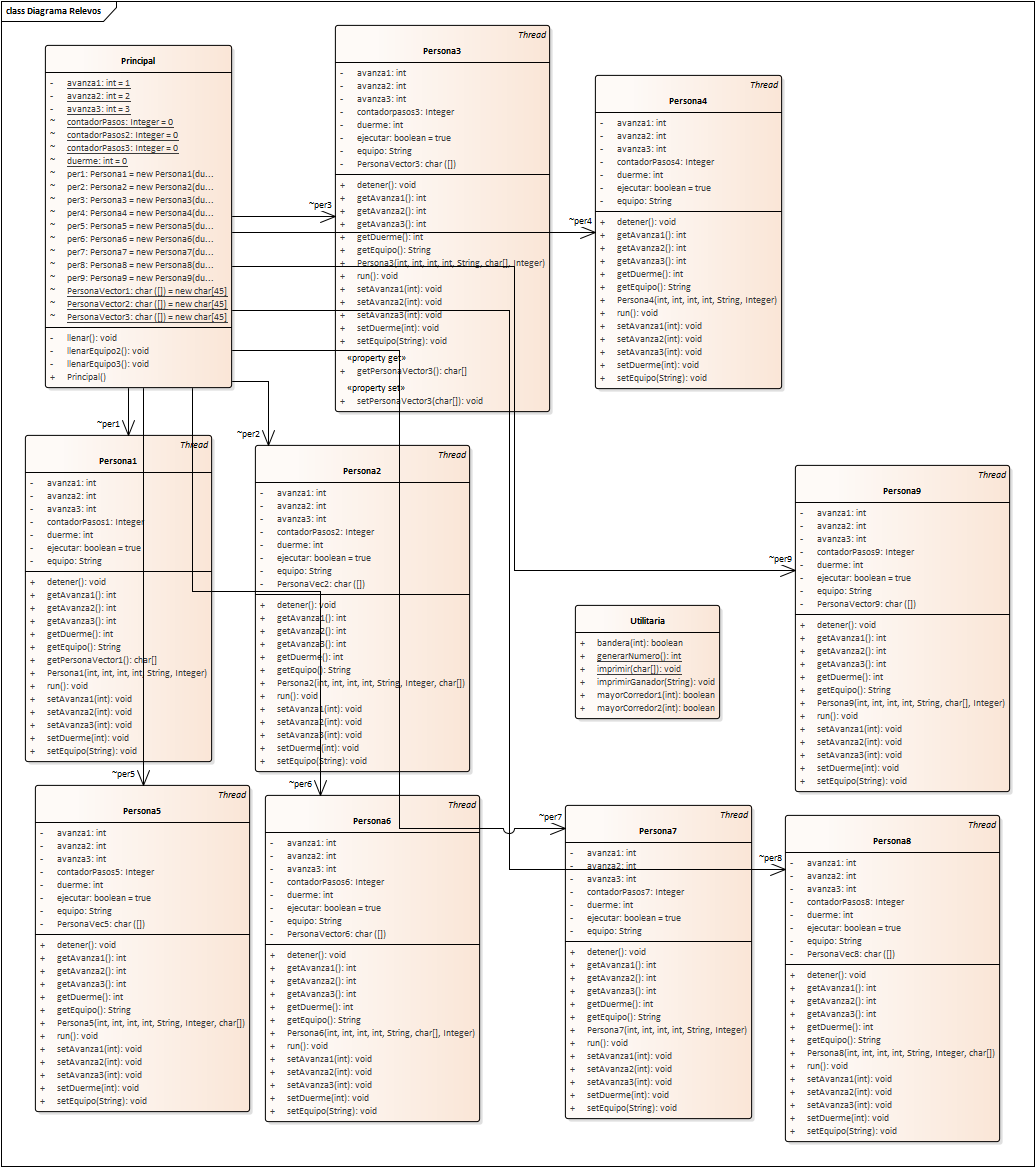 class Diagrama Relevos
Principal
- avanza1: int = 1
- avanza2: int = 2
- avanza3: int = 3
~ contadorPasos: Integer = 0
~ contadorPasos2: Integer = 0
~ contadorPasos3: Integer = 0
~ duerme: int = 0
~ per1: Persona1 = new Persona1(du...
~ per2: Persona2 = new Persona2(du...
~ per3: Persona3 = new Persona3(du...
~ per4: Persona4 = new Persona4(du...
~ per5: Persona5 = new Persona5(du...
~ per6: Persona6 = new Persona6(du...
~ per7: Persona7 = new Persona7(du...
~ per8: Persona8 = new Persona8(du...
~ per9: Persona9 = new Persona9(du...
~ PersonaVector1: char ([]) = new char[45]
~ PersonaVector2: char ([]) = new char[45]
~ PersonaVector3: char ([]) = new char[45]
- llenar(): void
- llenarEquipo2(): void
- llenarEquipo3(): void
+ Principal()
Thread
Persona3
- avanza1: int
- avanza2: int
- avanza3: int
- contadorpasos3: Integer
- duerme: int
- ejecutar: boolean = true
- equipo: String
- PersonaVector3: char ([])
+ detener(): void
+ getAvanza1(): int
+ getAvanza2(): int
+ getAvanza3(): int
+ getDuerme(): int
+ getEquipo(): String
+ Persona3(int, int, int, int, String, char[], Integer)
+ run(): void
+ setAvanza1(int): void
+ setAvanza2(int): void
+ setAvanza3(int): void
+ setDuerme(int): void
+ setEquipo(String): void
«property get»
+ getPersonaVector3(): char[]
«property set»
+ setPersonaVector3(char[]): void
Thread
Persona4
- avanza1: int
- avanza2: int
- avanza3: int
- contadorPasos4: Integer
- duerme: int
- ejecutar: boolean = true
- equipo: String
+ detener(): void
+ getAvanza1(): int
+ getAvanza2(): int
+ getAvanza3(): int
+ getDuerme(): int
+ getEquipo(): String
+ Persona4(int, int, int, int, String, Integer)
+ run(): void
+ setAvanza1(int): void
+ setAvanza2(int): void
+ setAvanza3(int): void
+ setDuerme(int): void
+ setEquipo(String): void
~per3
~per4
~per1
~per2
Thread
Persona1
- avanza1: int
- avanza2: int
- avanza3: int
- contadorPasos1: Integer
- duerme: int
- ejecutar: boolean = true
- equipo: String
+ detener(): void
+ getAvanza1(): int
+ getAvanza2(): int
+ getAvanza3(): int
+ getDuerme(): int
+ getEquipo(): String
+ getPersonaVector1(): char[]
+ Persona1(int, int, int, int, String, Integer)
+ run(): void
+ setAvanza1(int): void
+ setAvanza2(int): void
+ setAvanza3(int): void
+ setDuerme(int): void
+ setEquipo(String): void
Thread
Persona2
- avanza1: int
- avanza2: int
- avanza3: int
- contadorPasos2: Integer
- duerme: int
- ejecutar: boolean = true
- equipo: String
- PersonaVec2: char ([])
+ detener(): void
+ getAvanza1(): int
+ getAvanza2(): int
+ getAvanza3(): int
+ getDuerme(): int
+ getEquipo(): String
+ Persona2(int, int, int, int, String, Integer, char[])
+ run(): void
+ setAvanza1(int): void
+ setAvanza2(int): void
+ setAvanza3(int): void
+ setDuerme(int): void
+ setEquipo(String): void
Utilitaria
+ bandera(int): boolean
+ generarNumero(): int
+ imprimir(char[]): void
+ imprimirGanador(String): void
+ mayorCorredor1(int): boolean
+ mayorCorredor2(int): boolean
~per9
Thread
Persona9
- avanza1: int
- avanza2: int
- avanza3: int
- contadorPasos9: Integer
- duerme: int
- ejecutar: boolean = true
- equipo: String
- PersonaVector9: char ([])
+ detener(): void
+ getAvanza1(): int
+ getAvanza2(): int
+ getAvanza3(): int
+ getDuerme(): int
+ getEquipo(): String
+ Persona9(int, int, int, int, String, char[], Integer)
+ run(): void
+ setAvanza1(int): void
+ setAvanza2(int): void
+ setAvanza3(int): void
+ setDuerme(int): void
+ setEquipo(String): void
~per5
~per6
~per7
~per8
Thread
Persona5
- avanza1: int
- avanza2: int
- avanza3: int
- contadorPasos5: Integer
- duerme: int
- ejecutar: boolean = true
- equipo: String
- PersonaVec5: char ([])
+ detener(): void
+ getAvanza1(): int
+ getAvanza2(): int
+ getAvanza3(): int
+ getDuerme(): int
+ getEquipo(): String
+ Persona5(int, int, int, int, String, Integer, char[])
+ run(): void
+ setAvanza1(int): void
+ setAvanza2(int): void
+ setAvanza3(int): void
+ setDuerme(int): void
+ setEquipo(String): void
Thread
Persona6
- avanza1: int
- avanza2: int
- avanza3: int
- contadorPasos6: Integer
- duerme: int
- ejecutar: boolean = true
- equipo: String
- PersonaVector6: char ([])
+ detener(): void
+ getAvanza1(): int
+ getAvanza2(): int
+ getAvanza3(): int
+ getDuerme(): int
+ getEquipo(): String
+ Persona6(int, int, int, int, String, char[], Integer)
+ run(): void
+ setAvanza1(int): void
+ setAvanza2(int): void
+ setAvanza3(int): void
+ setDuerme(int): void
+ setEquipo(String): void
Thread
Persona7
- avanza1: int
- avanza2: int
- avanza3: int
- contadorPasos7: Integer
- duerme: int
- ejecutar: boolean = true
- equipo: String
+ detener(): void
+ getAvanza1(): int
+ getAvanza2(): int
+ getAvanza3(): int
+ getDuerme(): int
+ getEquipo(): String
+ Persona7(int, int, int, int, String, Integer)
+ run(): void
+ setAvanza1(int): void
+ setAvanza2(int): void
+ setAvanza3(int): void
+ setDuerme(int): void
+ setEquipo(String): void
Thread
Persona8
- avanza1: int
- avanza2: int
- avanza3: int
- contadorPasos8: Integer
- duerme: int
- ejecutar: boolean = true
- equipo: String
- PersonaVec8: char ([])
+ detener(): void
+ getAvanza1(): int
+ getAvanza2(): int
+ getAvanza3(): int
+ getDuerme(): int
+ getEquipo(): String
+ Persona8(int, int, int, int, String, Integer, char[])
+ run(): void
+ setAvanza1(int): void
+ setAvanza2(int): void
+ setAvanza3(int): void
+ setDuerme(int): void
+ setEquipo(String): void